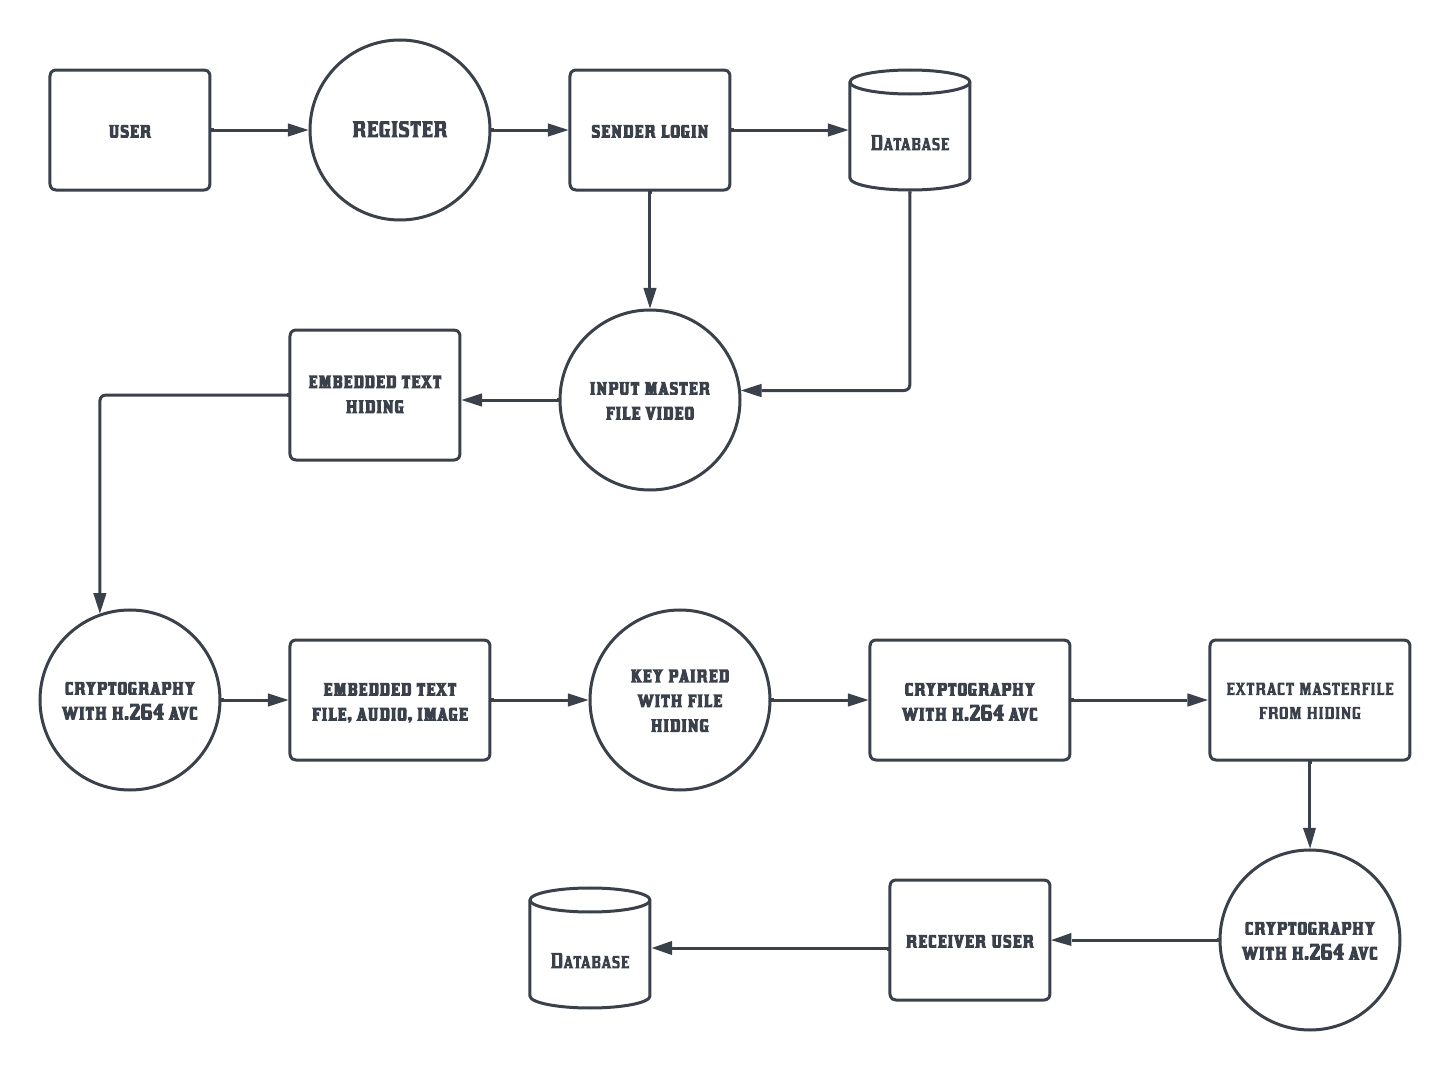 USER
REGISTER
SENDER LOGIN
DATABASE
EMBEDDED TEXT
HIDING
INPUT MASTER
FILE VIDEO
CRYPTOGRAPHY
WITH H.264 AVC
EMBEDDED TEXT
FILE, AUDIO, IMAGE
KEY PAIRED
WITH FILE
HIDING
CRYPTOGRAPHY
WITH H.264 AVC
EXTRACT MASTERFILE
FROM HIDING
DATABASE
RECEIVER USER
CRYPTOGRAPHY
WITH H.264 AVC